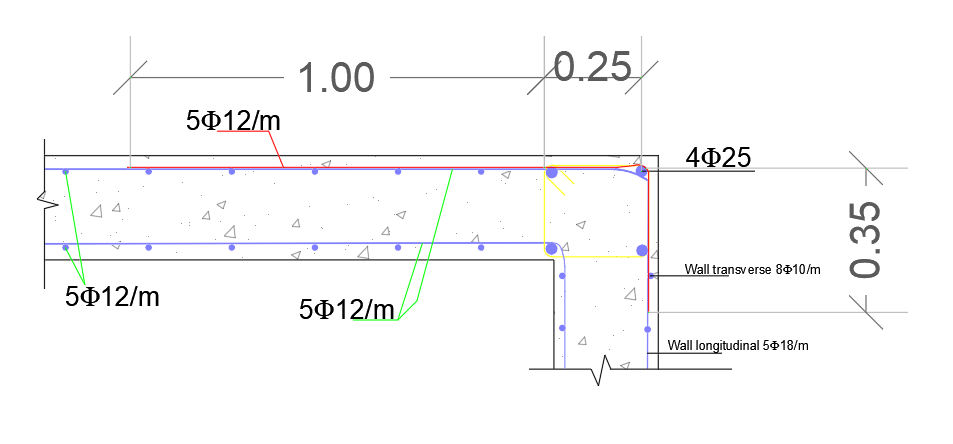 1.00
0.25
5Φ12/m
4Φ25
0.35
Wall transverse 8Φ10/m
5Φ12/m
5Φ12/m
Wall longitudinal 5Φ18/m